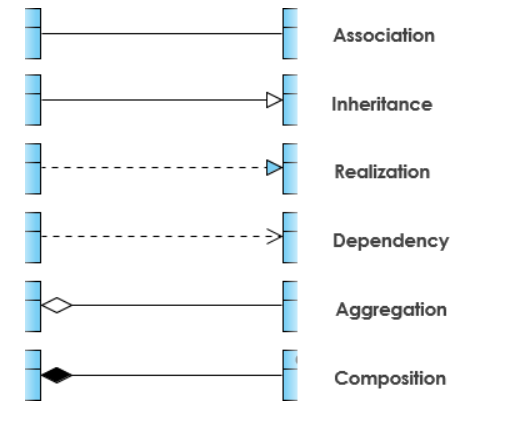 Association
Inheritance
Realization
Dependency
Aggregation
Composition